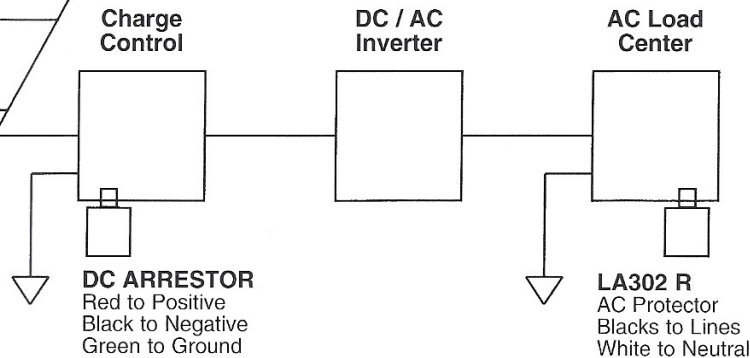 Charge
Control
DC / AC
Inverter
AC Load
Center
DC ARRESTOR
Red to Positive
Black to Negative
Green to Ground
LA302 R
AC Protector
Blacks to Lines
White to Neutral